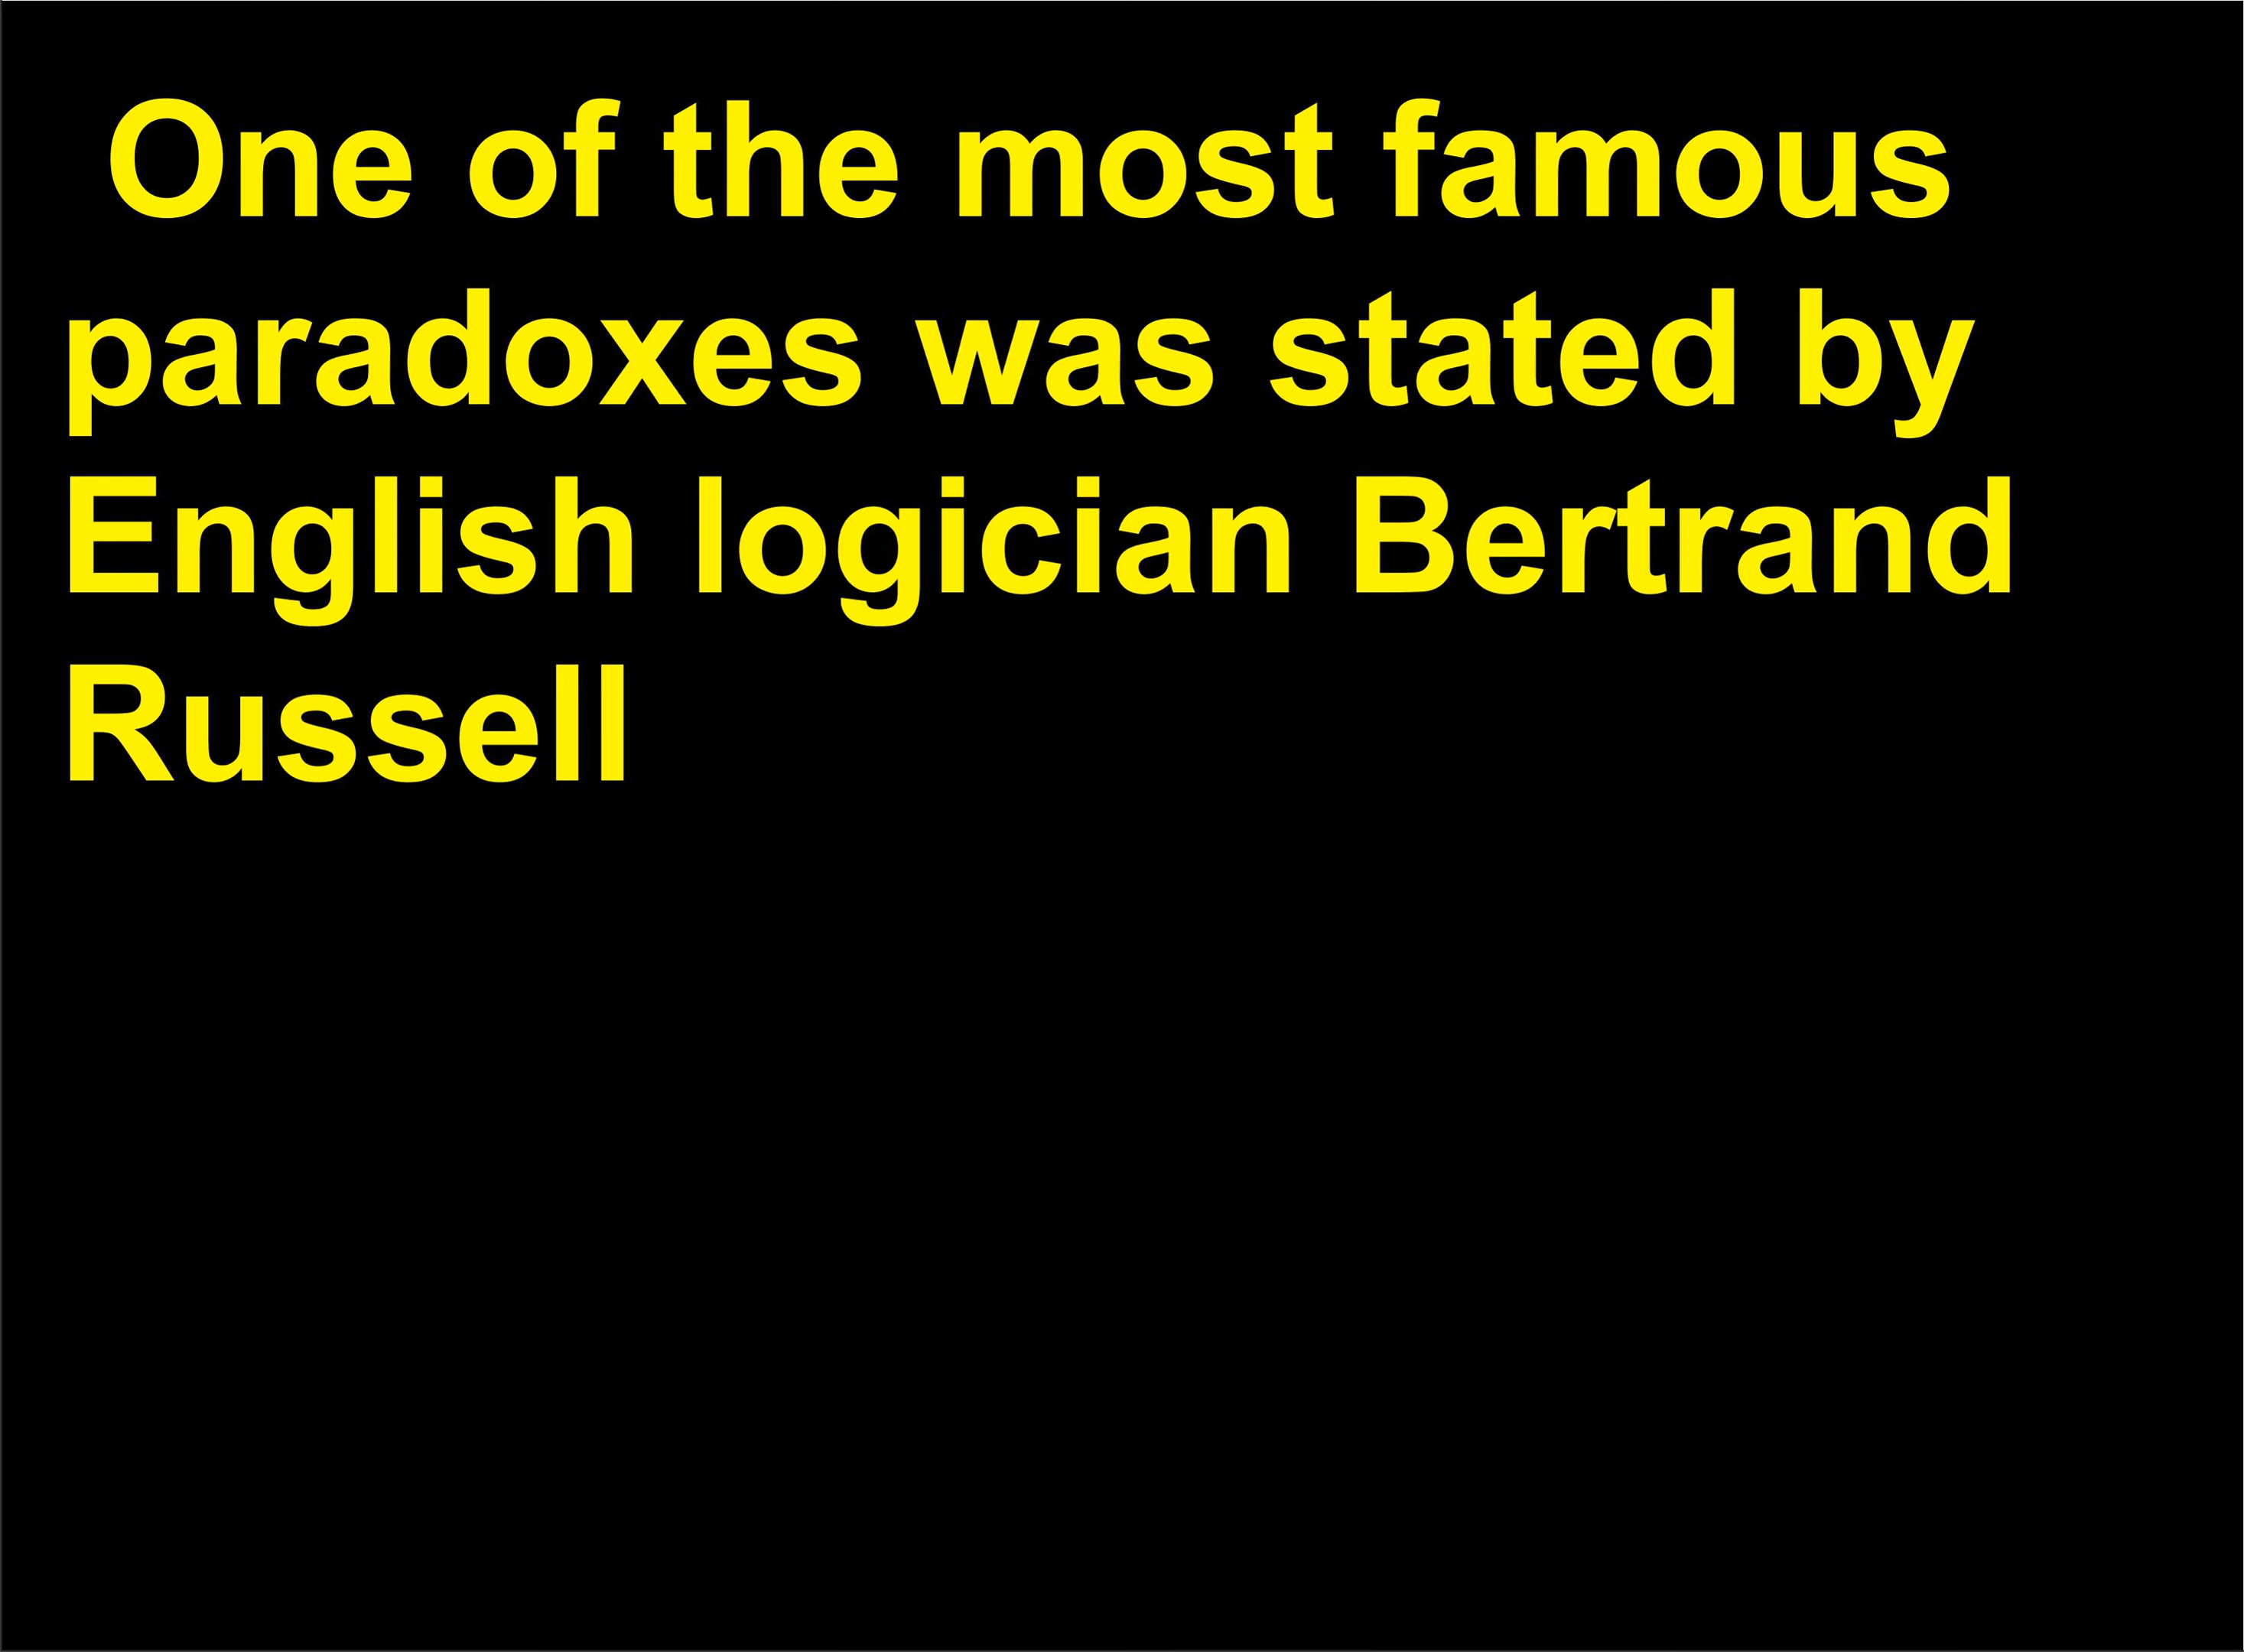 One of the most famous
paradoxes was stated by
English logician Bertrand
Russell